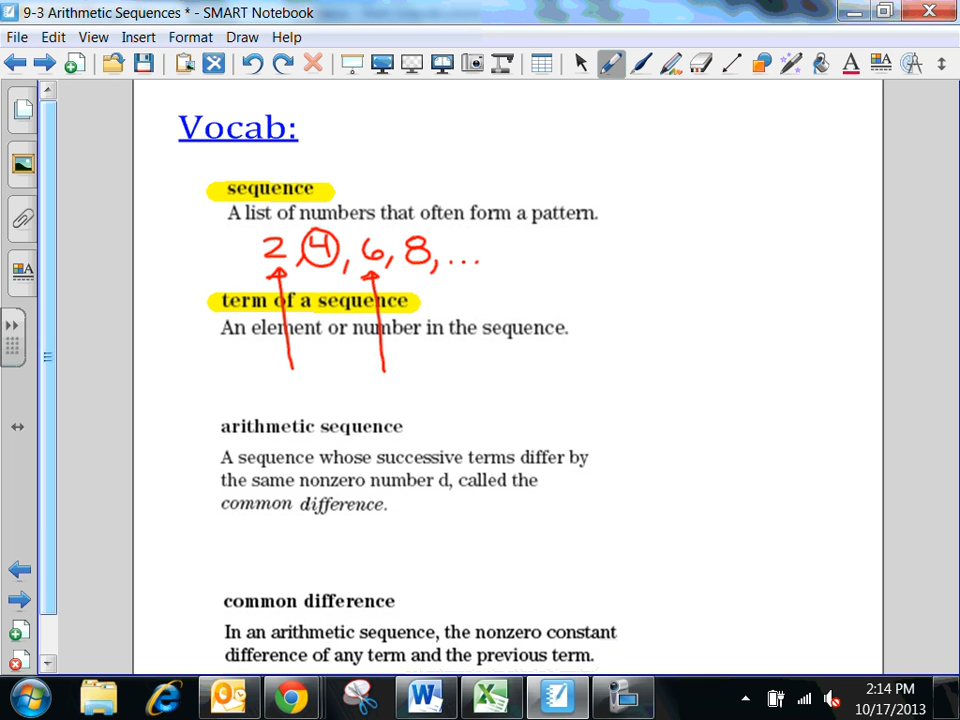 9-3 Arithmetic Sequences * - SMART Notebook
File Edit View Insert Format Draw Help
Vocab:
sequence
A list of numbers that often form a pattern.
2, 4, 6, 8, ...
term of a sequence
An element or number in the sequence.
arithmetic sequence
A sequence whose successive terms differ by
the same nonzero number d, called the
common difference.
common difference
In an arithmetic sequence, the nonzero constant
difference of any term and the previous term.
2:14 PM
10/17/2013